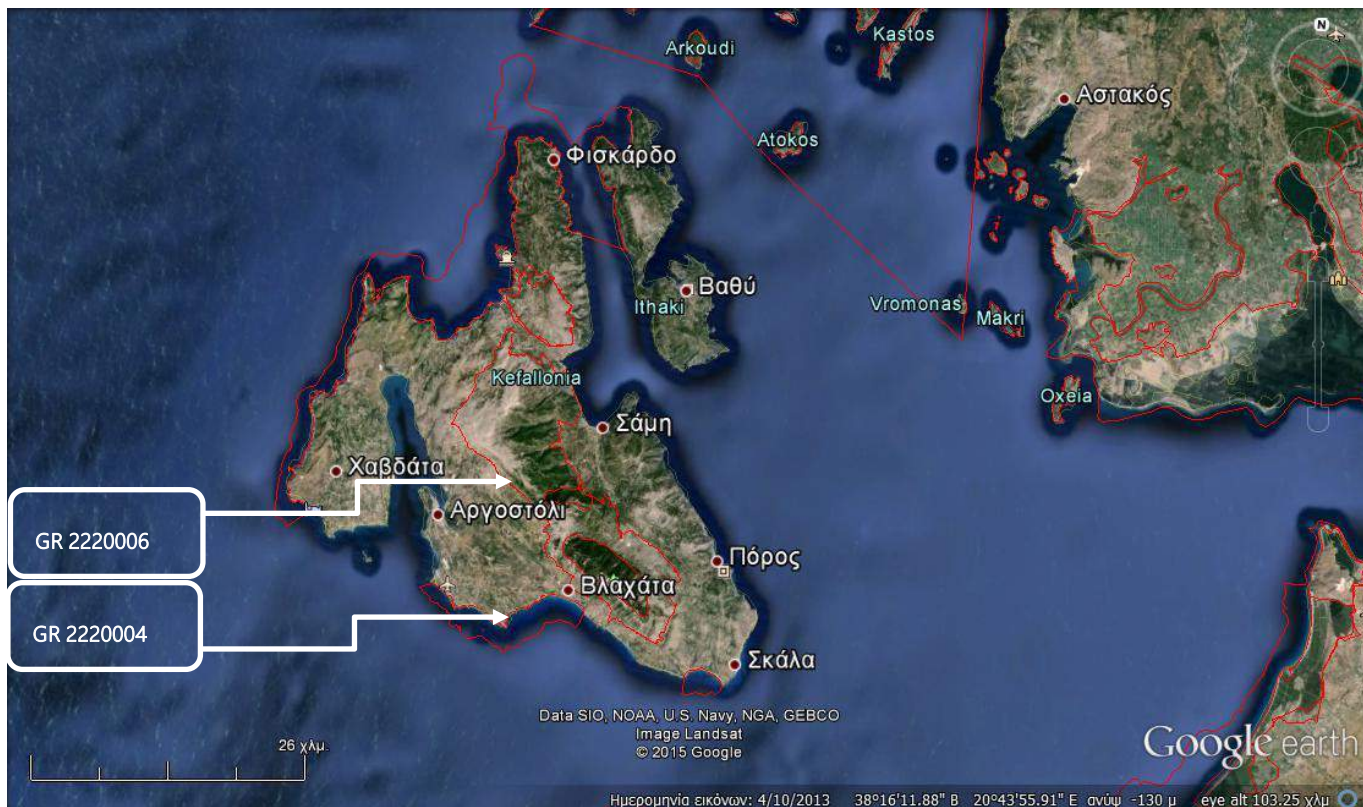 N
Arkoudi
Kastos
Αστακός
Atokos
Φισκάρδο
Βαθύ
Ithaki
Vromonas
Makri
Kefallonia
Oxeia
Σάμη
Χαβδάτα
Αργοστόλι
GR 2220006
Πόρος
Βλαχάτα
GR 2220004
Σκάλα
Data SIO, NOAA, U.S. Navy, NGA, GEBCO
Image Landsat
© 2015 Google
Google earth
26 χλμ.
Ημερομηνία εικόνων: 4/10/2013 38°16'11.88" Β 20°43'55.91" Ε ανύψ -130 μ eye alt 103.25 χλμ